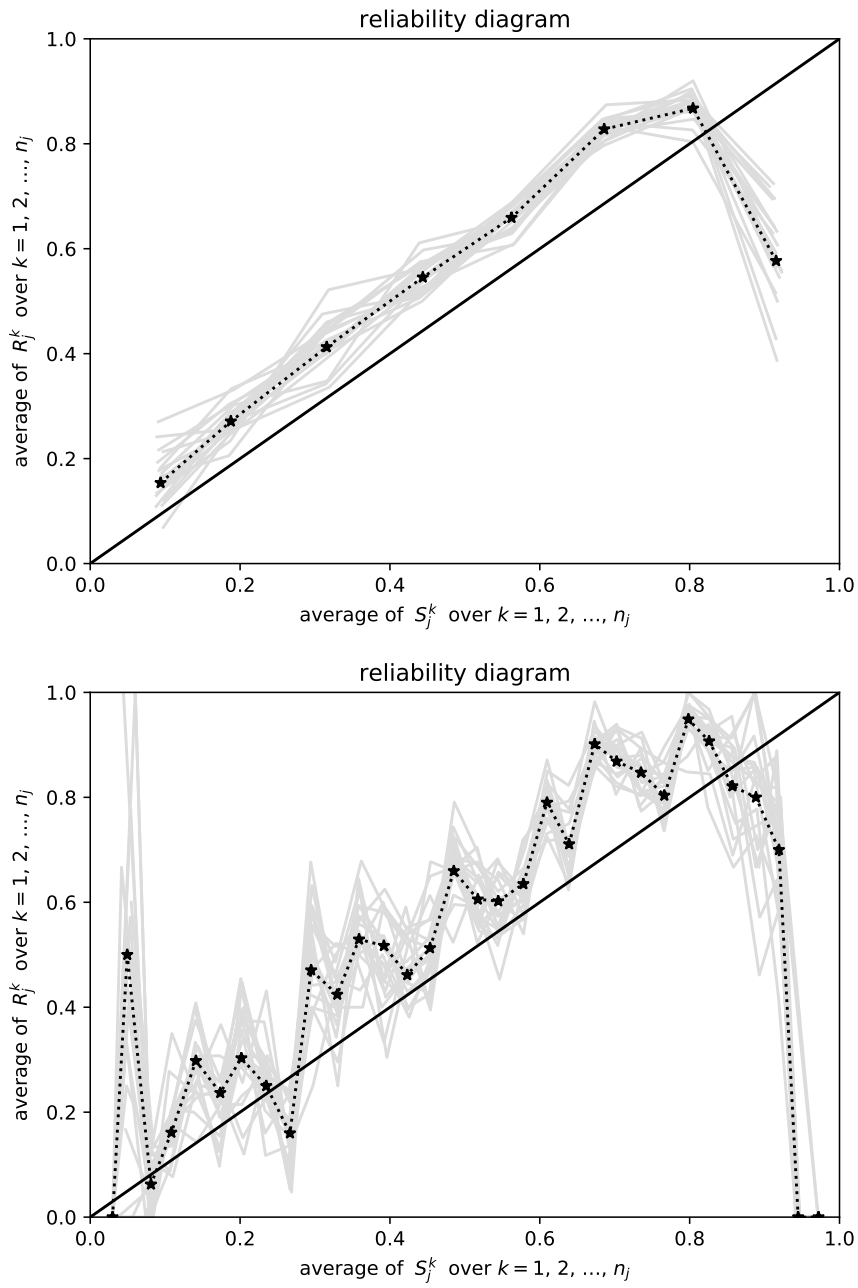 reliability diagram
1.0
0.8
0.6
0.4
0.2
0.0
average of R_j^k over k = 1, 2, ..., n_j
0.0 0.2 0.4 0.6 0.8 1.0
average of S_j^k over k = 1, 2, ..., n_j
reliability diagram
1.0
0.8
0.6
0.4
0.2
0.0
average of R_j^k over k = 1, 2, ..., n_j
0.0 0.2 0.4 0.6 0.8 1.0
average of S_j^k over k = 1, 2, ..., n_j